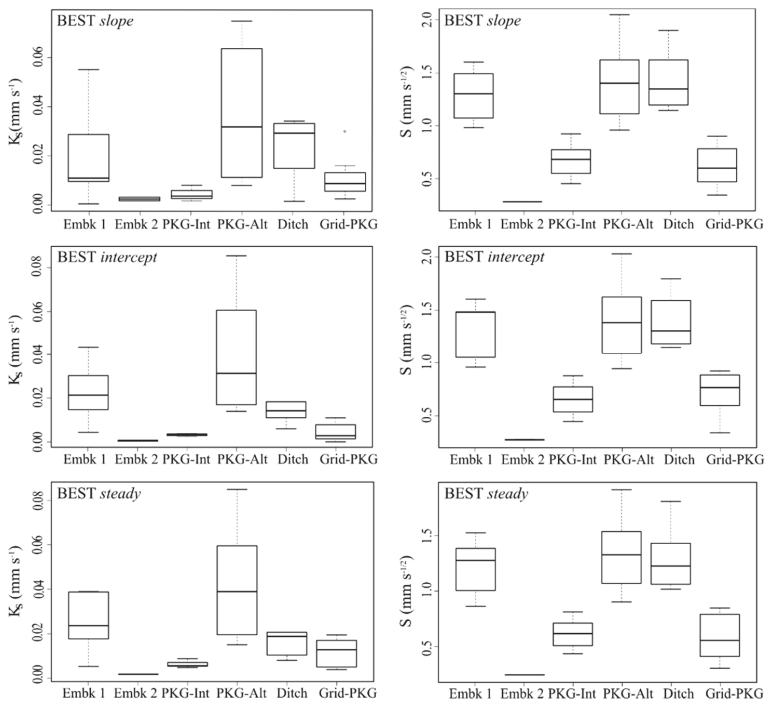 BEST slope
Ks (mm s-1)
0.00 0.02 0.04 0.06
Embk 1 Embk 2 PKG-Int PKG-Alt Ditch Grid-PKG
BEST slope
S (mm s-1/2)
0.5 1.0 1.5 2.0
Embk 1 Embk 2 PKG-Int PKG-Alt Ditch Grid-PKG
BEST intercept
Ks (mm s-1)
0.00 0.02 0.04 0.06 0.08
Embk 1 Embk 2 PKG-Int PKG-Alt Ditch Grid-PKG
BEST intercept
S (mm s-1/2)
0.5 1.0 1.5 2.0
Embk 1 Embk 2 PKG-Int PKG-Alt Ditch Grid-PKG
BEST steady
Ks (mm s-1)
0.00 0.02 0.04 0.06 0.08
Embk 1 Embk 2 PKG-Int PKG-Alt Ditch Grid-PKG
BEST steady
S (mm s-1/2)
0.5 1.0 1.5
Embk 1 Embk 2 PKG-Int PKG-Alt Ditch Grid-PKG